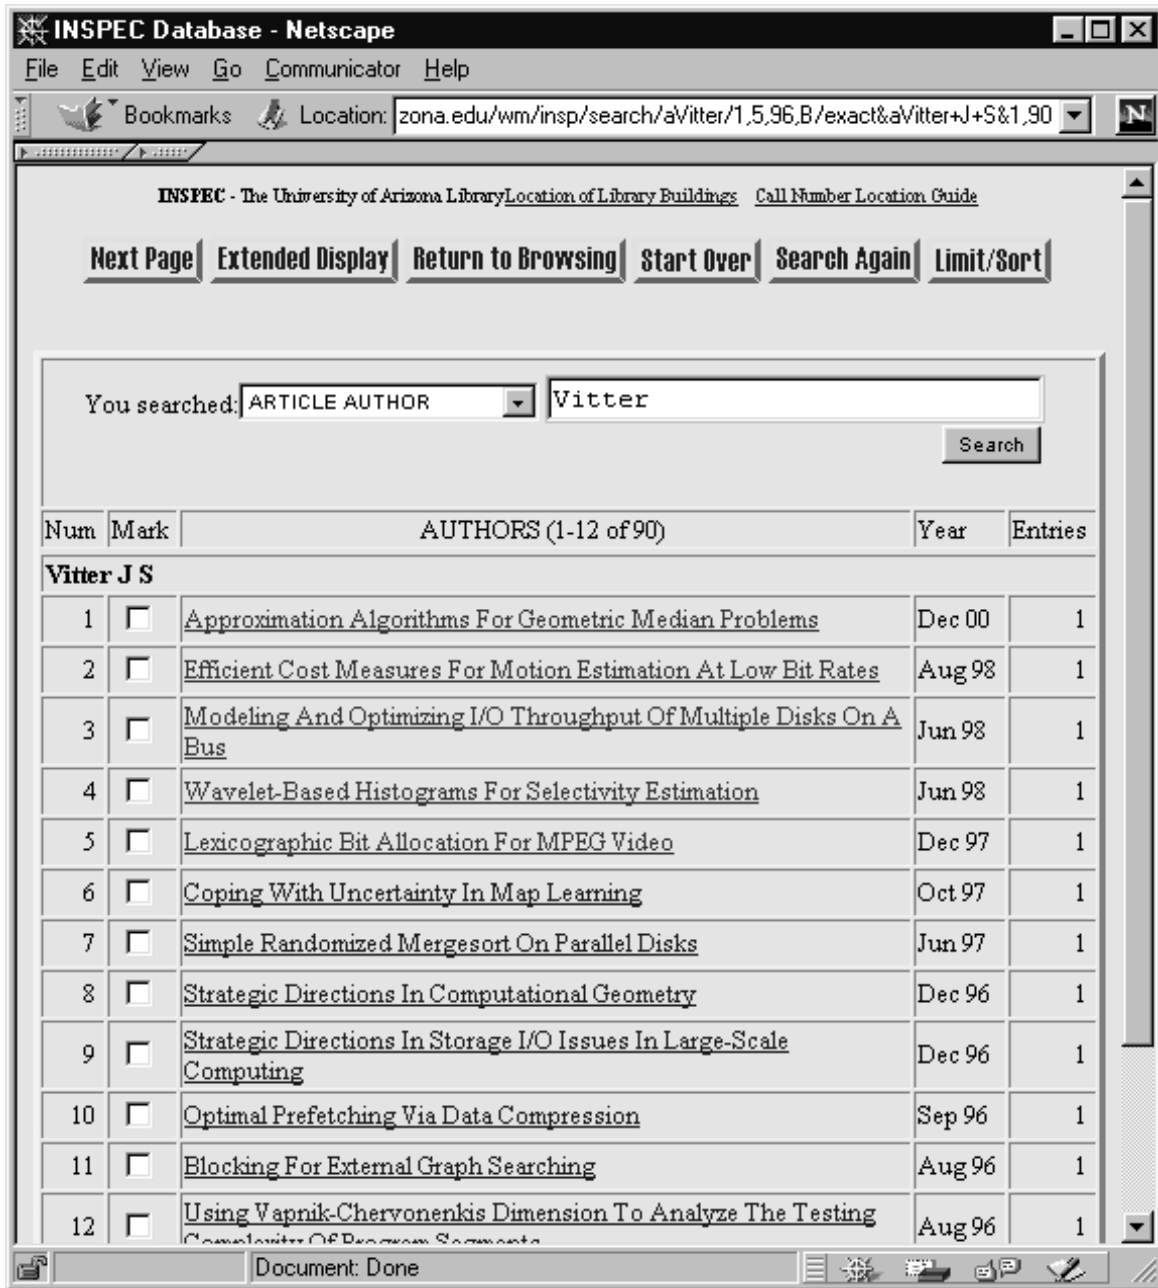 INSPEC Database - Netscape
File Edit View Go Communicator Help
Bookmarks Location: zona.edu/wm/insp/search/aVitter/1,5,96,B/exact&aVitter+J+S&1,90 N
INSPEC - The University of Arizona LibraryLocation of Library Buildings Call Number Location Guide
Next Page Extended Display Return to Browsing Start Over Search Again Limit/Sort
You searched: ARTICLE AUTHOR Vitter
Search
Num Mark AUTHORS (1-12 of 90) Year Entries
Vitter J S
1 Approximation Algorithms For Geometric Median Problems Dec 00 1
2 Efficient Cost Measures For Motion Estimation At Low Bit Rates Aug 98 1
3 Modeling And Optimizing I/O Throughput Of Multiple Disks On A Jun 98 1
Bus
4 Wavelet-Based Histograms For Selectivity Estimation Jun 98 1
5 Lexicographic Bit Allocation For MPEG Video Dec 97 1
6 Coping With Uncertainty In Map Learning Oct 97 1
7 Simple Randomized Mergesort On Parallel Disks Jun 97 1
8 Strategic Directions In Computational Geometry Dec 96 1
9 Strategic Directions In Storage I/O Issues In Large-Scale Dec 96 1
Computing
10 Optimal Prefetching Via Data Compression Sep 96 1
11 Blocking For External Graph Searching Aug 96 1
12 Using Vapnik-Chervonenkis Dimension To Analyze The Testing Aug 96 1
Complexity Of Program Segments
Document: Done